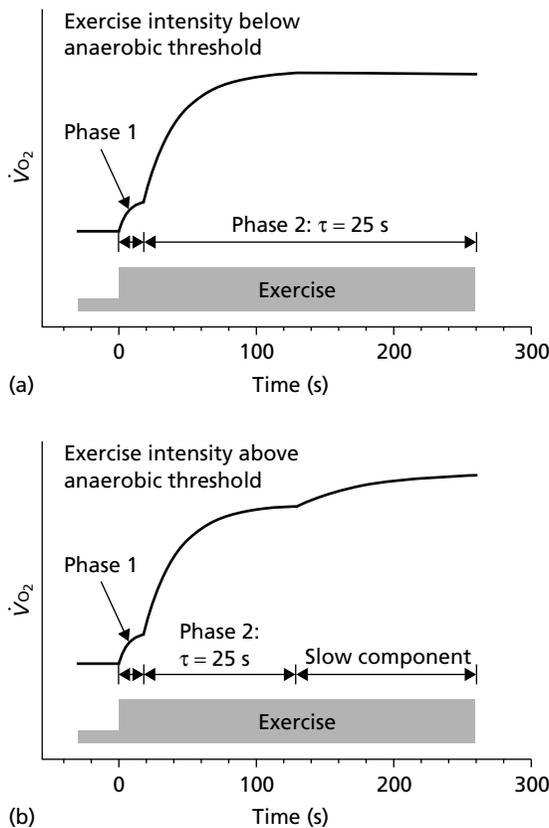 Exercise intensity below
anaerobic threshold
Phase 1
V̇O₂
Phase 2: τ = 25 s
Exercise
0 100 200 300
(a)
Time (s)
Exercise intensity above
anaerobic threshold
Phase 1
V̇O₂
Phase 2:
τ = 25 s
Slow component
Exercise
0 100 200 300
(b)
Time (s)